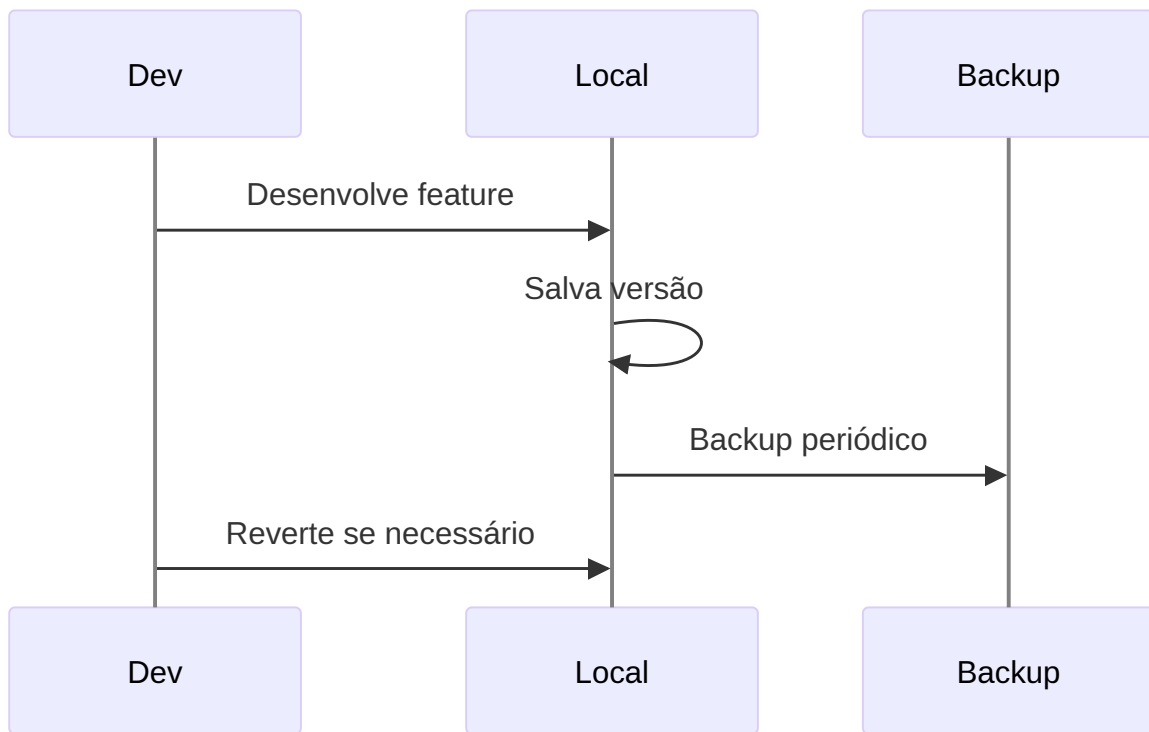 Dev
Local
Backup
Desenvolve feature
Salva versão
Backup periódico
Reverte se necessário
Dev
Local
Backup